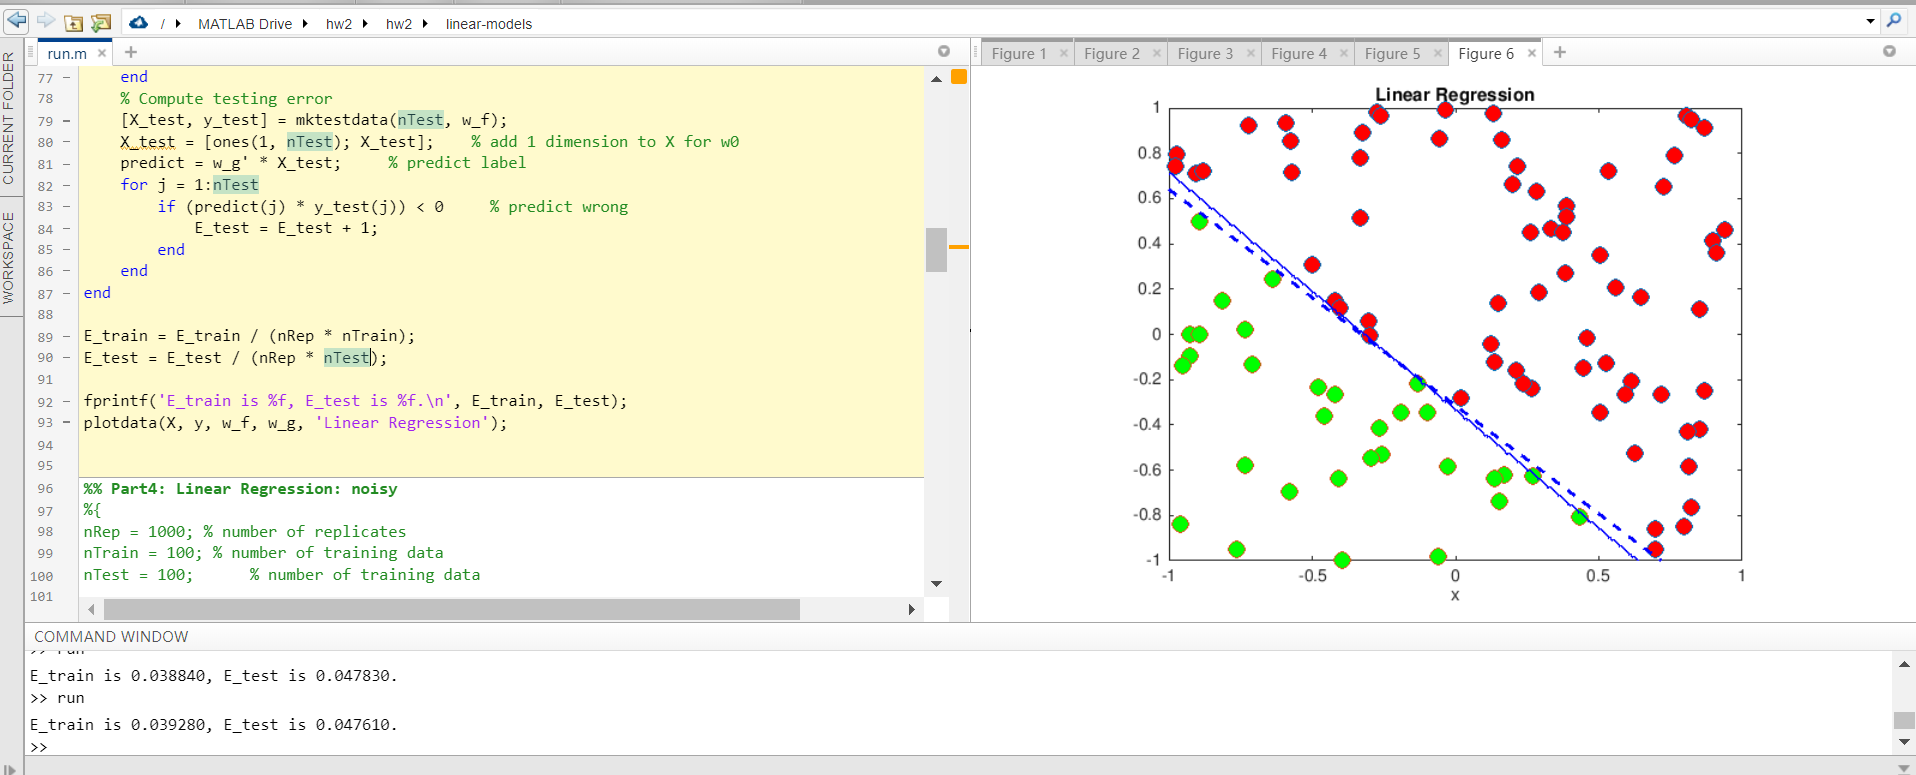 / MATLAB Drive hw2 hw2 linear-models
CURRENT FOLDER
WORKSPACE
run.m × +
77 – end
78 % Compute testing error
79 – [X_test, y_test] = mktestdata(nTest, w_f);
80 – X_test = [ones(1, nTest); X_test]; % add 1 dimension to X for w0
81 – predict = w_g' * X_test; % predict label
82 – for j = 1:nTest
83 – if (predict(j) * y_test(j)) < 0 % predict wrong
84 – E_test = E_test + 1;
85 – end
86 – end
87 – end
88
89 – E_train = E_train / (nRep * nTrain);
90 – E_test = E_test / (nRep * nTest);
91
92 – fprintf('E_train is %f, E_test is %f.\n', E_train, E_test);
93 – plotdata(X, y, w_f, w_g, 'Linear Regression');
94
95
96 %% Part4: Linear Regression: noisy
97 %{
98 nRep = 1000; % number of replicates
99 nTrain = 100; % number of training data
100 nTest = 100; % number of training data
101
Figure 1 × Figure 2 × Figure 3 × Figure 4 × Figure 5 × Figure 6 × +
Linear Regression
1
0.8
0.6
0.4
0.2
0
-0.2
-0.4
-0.6
-0.8
-1
-1 -0.5 0 0.5 1
x
COMMAND WINDOW
>> run
E_train is 0.038840, E_test is 0.047830.
>> run
E_train is 0.039280, E_test is 0.047610.
>>